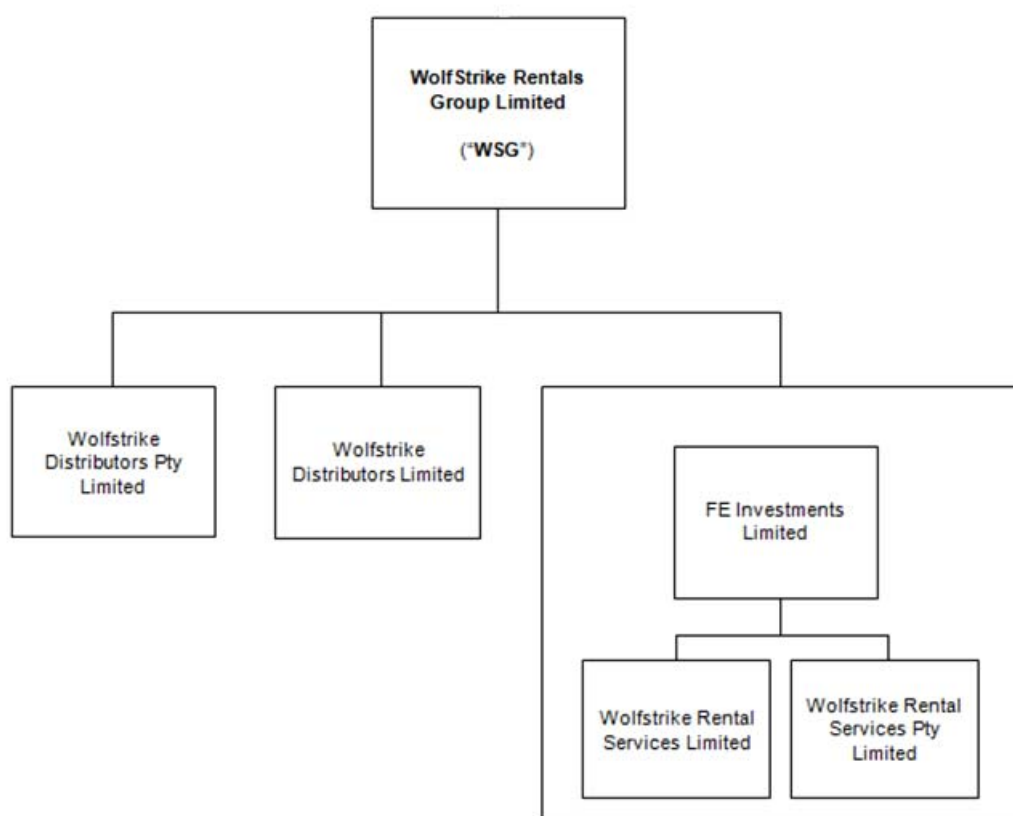 WolfStrike Rentals
Group Limited
("WSG")
Wolfstrike
Distributors Pty
Limited
Wolfstrike
Distributors Limited
FE Investments
Limited
Wolfstrike Rental
Services Limited
Wolfstrike Rental
Services Pty
Limited